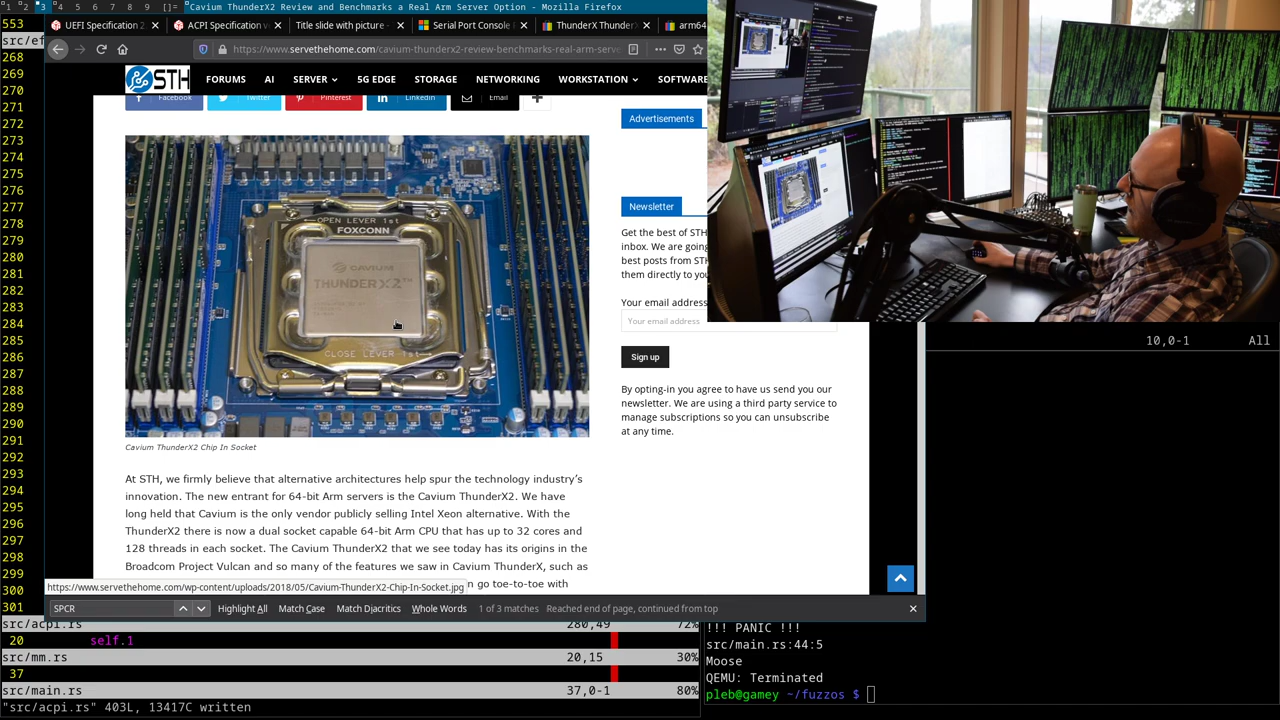 1 2 3 4 5 6 7 8 9 []= Cavium ThunderX2 Review and Benchmarks a Real Arm Server Option - Mozilla Firefox
553
UEFI Specification 2
ACPI Specification v
Title slide with picture -
Serial Port Console
ThunderX Thunder
arm64
src/ef
https://www.servethehome.com/cavium-thunderx2-review-benchmarks-real-arm-serve
STH
FORUMS
AI
SERVER
5G EDGE
STORAGE
NETWORKING
WORKSTATION
SOFTWARE
Facebook
Twitter
Pinterest
Linkedin
Email
268
269
270
271
272
273
274
275
276
277
278
279
280
281
282
283
284
285
286
287
288
289
290
291
292
293
294
295
296
297
298
299
300
301
OPEN LEVER 1st
FOXCONN
CAVIUM
THUNDERX2™
CLOSE LEVER 1st
Cavium ThunderX2 Chip In Socket
At STH, we firmly believe that alternative architectures help spur the technology industry's
innovation. The new entrant for 64-bit Arm servers is the Cavium ThunderX2. We have
long held that Cavium is the only vendor publicly selling Intel Xeon alternative. With the
ThunderX2 there is now a dual socket capable 64-bit Arm CPU that has up to 32 cores and
128 threads in each socket. The Cavium ThunderX2 that we see today has its origins in the
Broadcom Project Vulcan and so many of the features we saw in Cavium ThunderX, such as
n go toe-to-toe with
Advertisements
Newsletter
Get the best of STH
inbox. We are going
best posts from STH
them directly to you
Your email address
Your email address
Sign up
By opting-in you agree to have us send you our
newsletter. We are using a third party service to
manage subscriptions so you can unsubscribe
at any time.
https://www.servethehome.com/wp-content/uploads/2018/05/Cavium-ThunderX2-Chip-In-Socket.jpg
SPCR
Highlight All
Match Case
Match Diacritics
Whole Words
1 of 3 matches
Reached end of page, continued from top
src/acpi.rs 280,49 72%
20 self.1
src/mm.rs 20,15 30%
37
src/main.rs 37,0-1 80%
"src/acpi.rs" 403L, 13417C written
10,0-1 All
!!! PANIC !!!
src/main.rs:44:5
Moose
QEMU: Terminated
pleb@gamey ~/fuzzos $